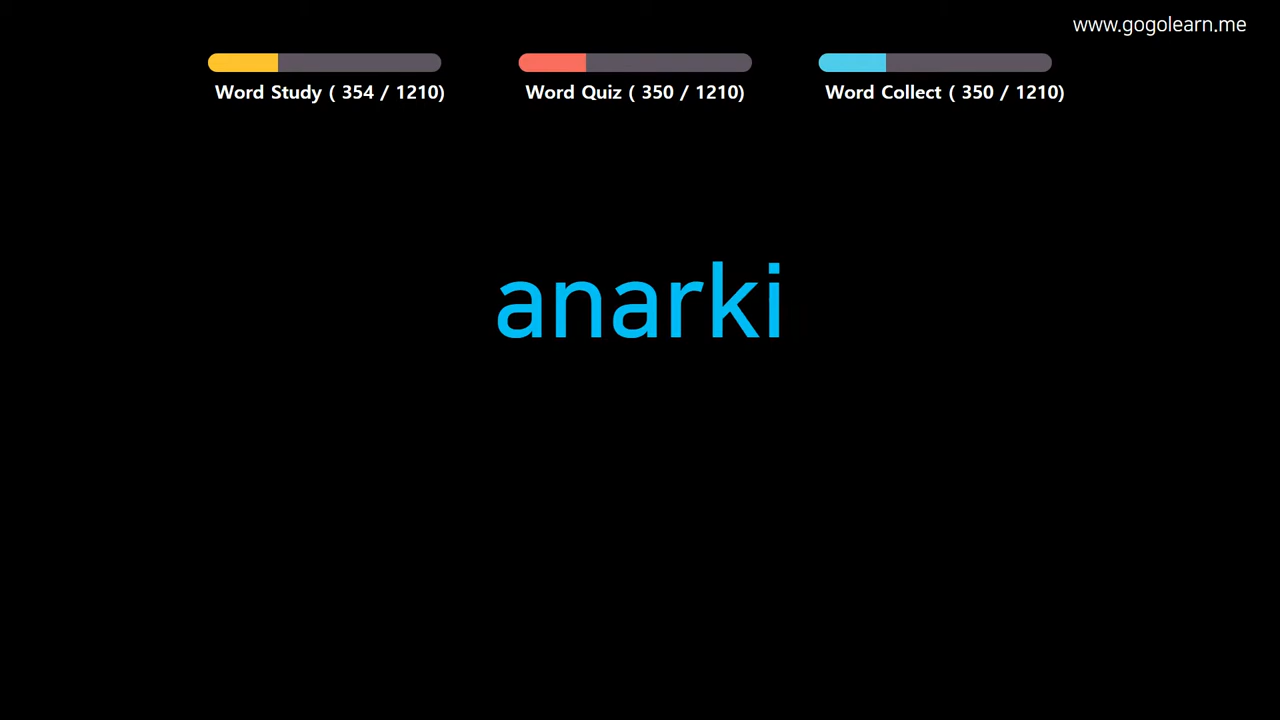 www.gogolearn.me
Word Study ( 354 / 1210)
Word Quiz ( 350 / 1210)
Word Collect ( 350 / 1210)
anarki